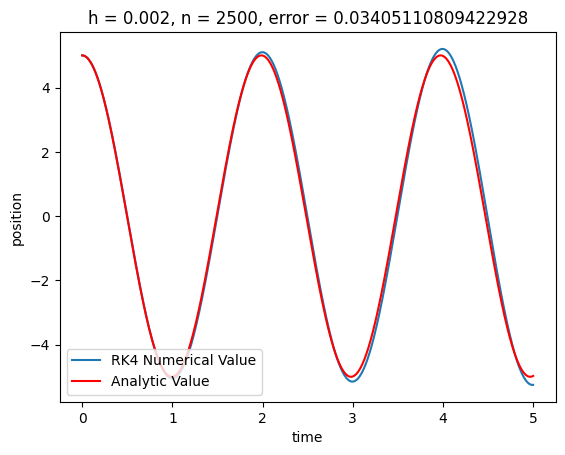 h = 0.002, n = 2500, error = 0.03405110809422928
4
2
0
−2
−4
position
RK4 Numerical Value
Analytic Value
0
1
2
3
4
5
time